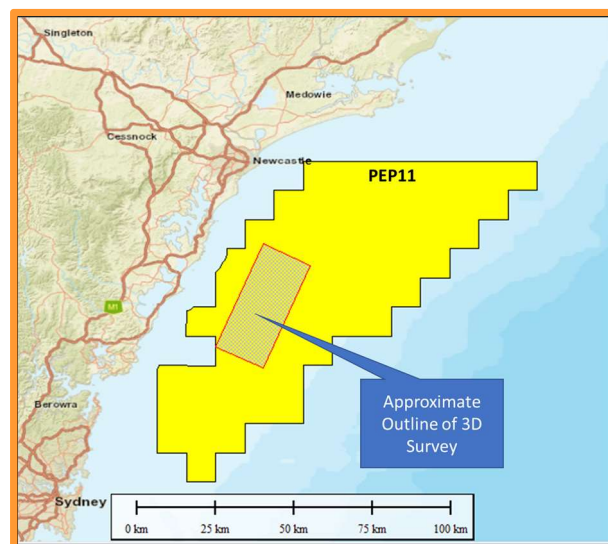 Singleton
Medowie
Cessnock
Newcastle
PEP11
M1
Approximate
Outline of 3D
Survey
Berowra
Sydney
0 km 25 km 50 km 75 km 100 km